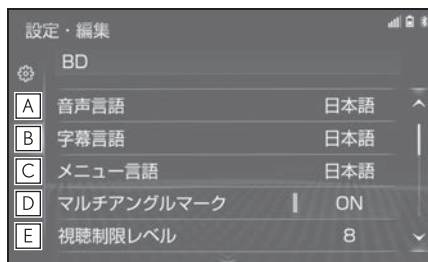 設定・編集
BD
A 音声言語 日本語
B 字幕言語 日本語
C メニュー言語 日本語
D マルチアングルマーク ON
E 視聴制限レベル 8